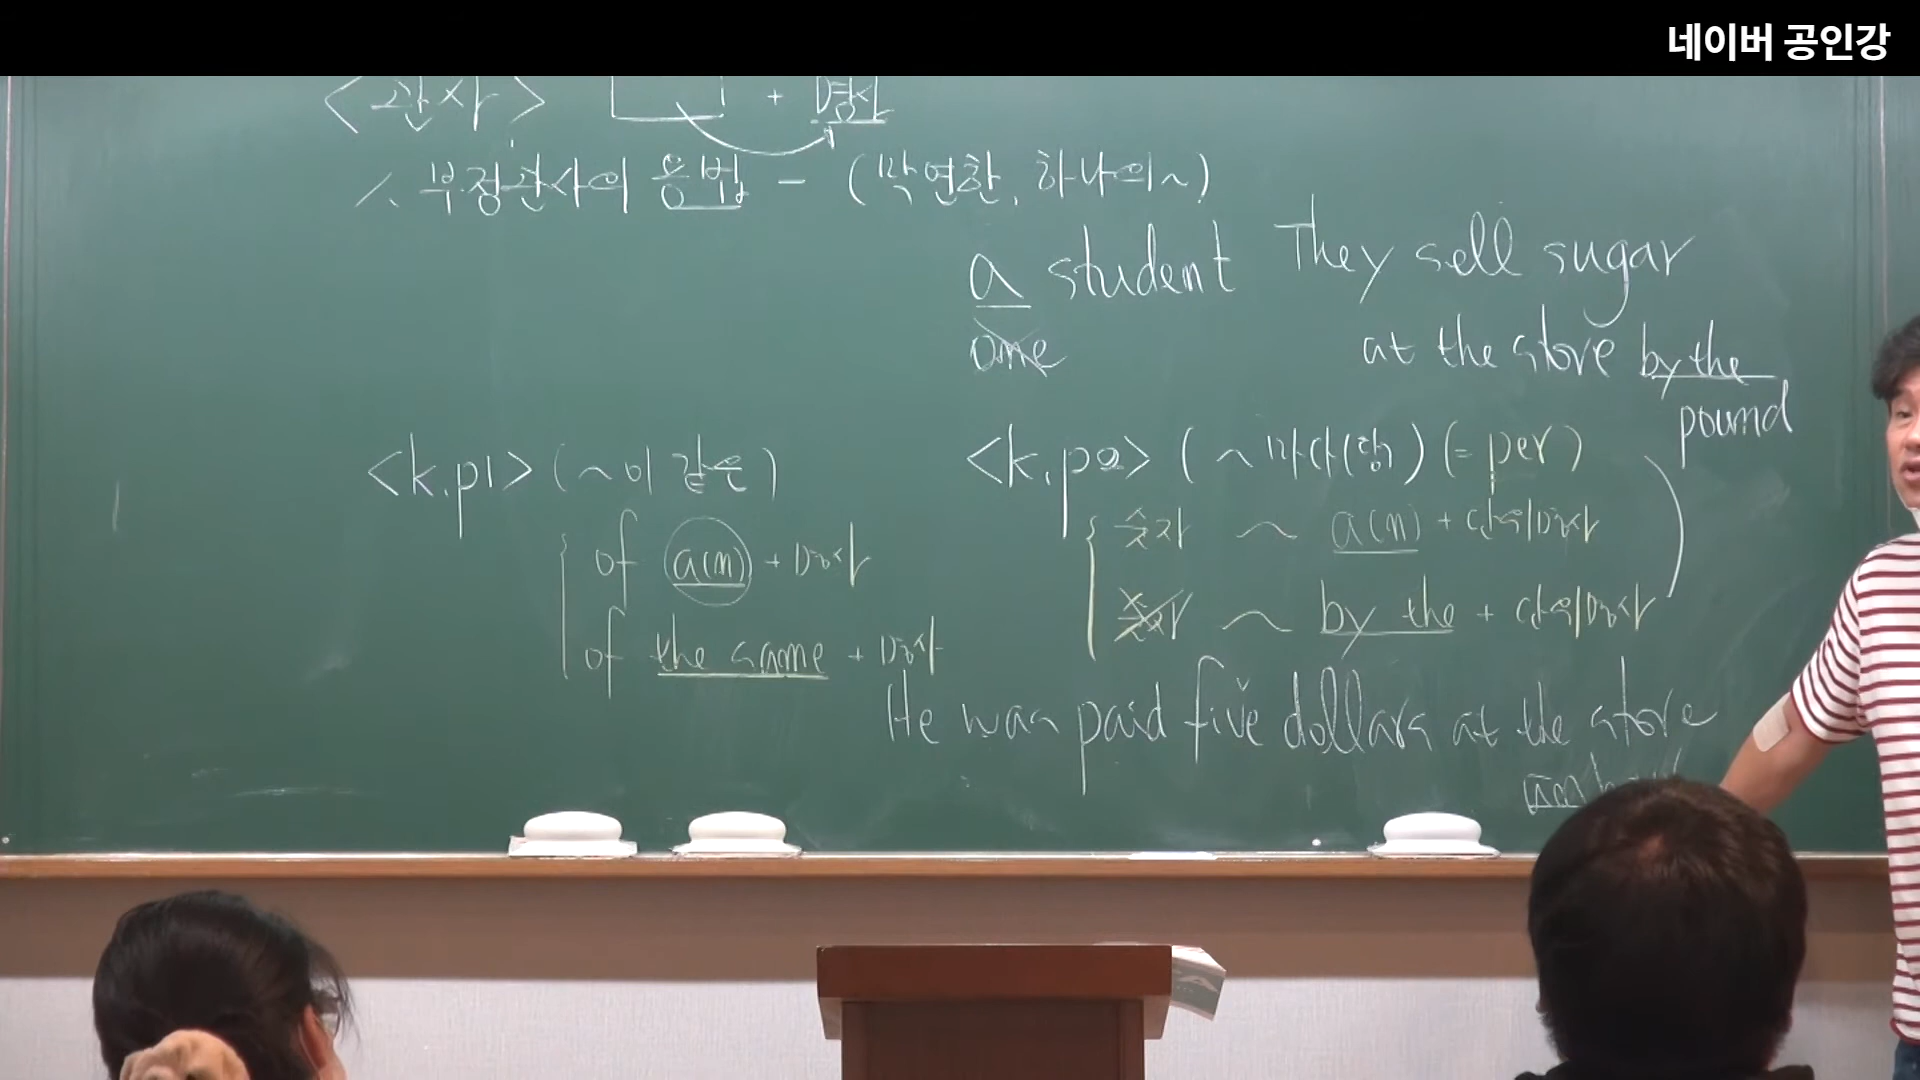 네이버 공인강
<관사> + 명사
1. 부정관사의 용법 - (막연한, 하나의~)
a student
one
They sell sugar
at the store by the
pound
<k.p1> (~이 같은)
of a(n) + 명사
of the same + 명사
<k.p2> (~마다(당)) (= per)
숫자 ~ a(n) + 단위명사
숫자 ~ by the + 단위명사
He was paid five dollars at the store
an